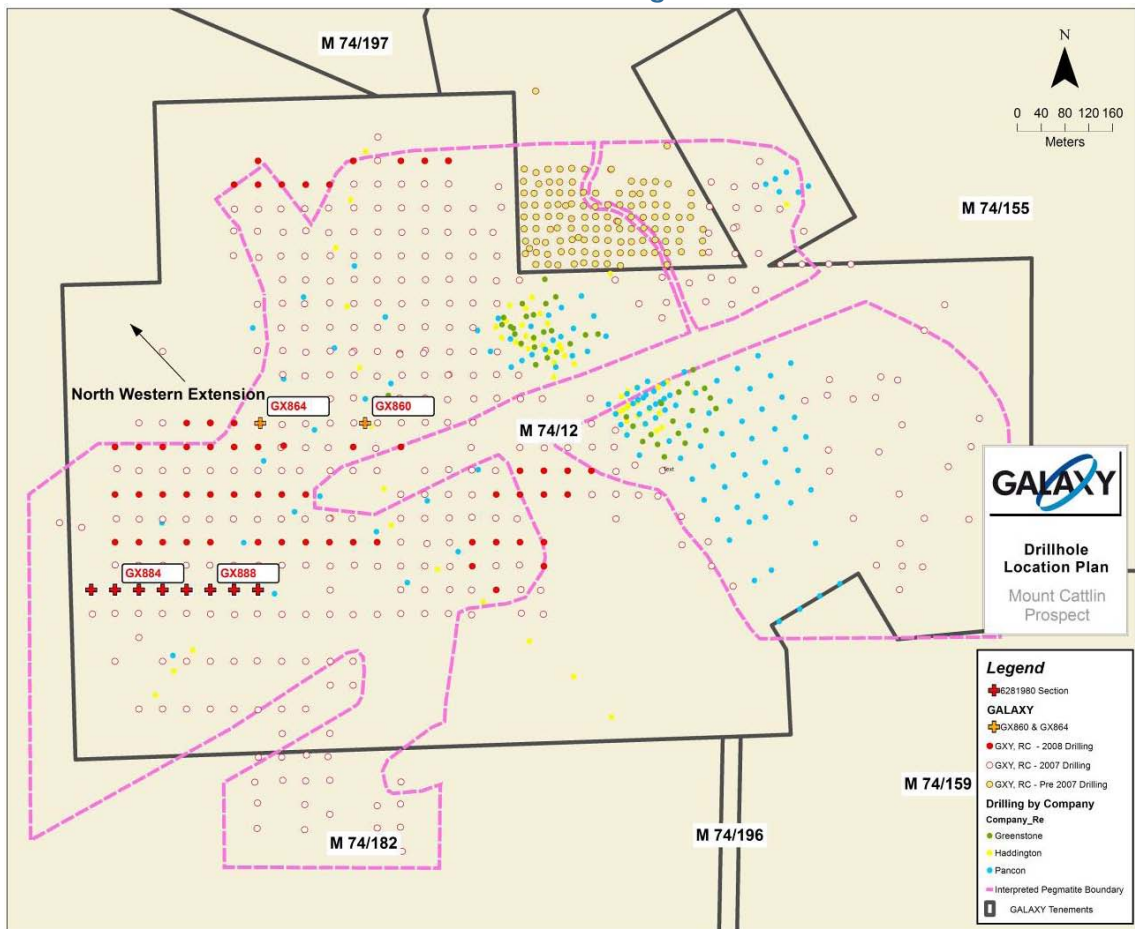 M 74/197
N
0 40 80 120 160
Meters
M 74/155
North Western Extension
GX864
GX860
M 74/12
Text
GX884
GX888
GALAXY
Drillhole
Location Plan
Mount Cattlin
Prospect
M 74/159
M 74/196
M 74/182
Legend
6281980 Section
GALAXY
GX860 & GX864
GXY, RC - 2008 Drilling
GXY, RC - 2007 Drilling
GXY, RC - Pre 2007 Drilling
Drilling by Company
Company_Re
Greenstone
Haddington
Pancon
Interpreted Pegmatite Boundary
GALAXY Tenements